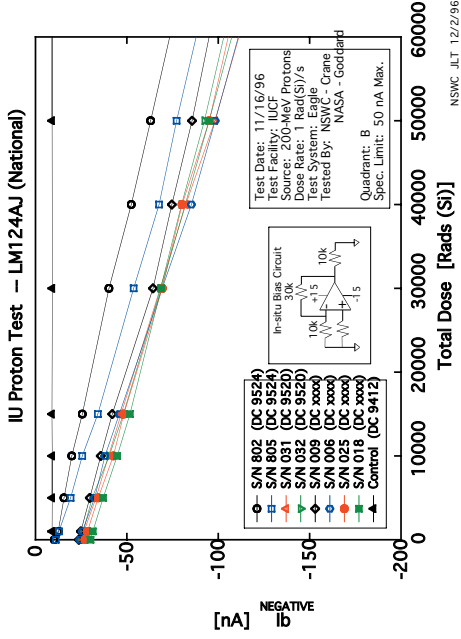 IU Proton Test – LM124AJ (National)
0
-50
-100
-150
-200
[nA] Ib NEGATIVE
0
10000
20000
30000
40000
50000
60000
Total Dose [Rads (Si)]
S/N 802 (DC 9524)
S/N 805 (DC 9524)
S/N 031 (DC 9520)
S/N 032 (DC 9520)
S/N 009 (DC xxxx)
S/N 006 (DC xxxx)
S/N 025 (DC xxxx)
S/N 018 (DC xxxx)
Control (DC 9412)
In-situ Bias Circuit
30k
10k
+15
10k
-
+
-15
Test Date: 11/16/96
Test Facility: IUCF
Source: 200-MeV Protons
Dose Rate: 1 Rad(Si)/s
Test System: Eagle
Tested By: NSWC - Crane
NASA - Goddard
Quadrant: B
Spec. Limit: 50 nA Max.
NSWC JLT 12/2/96